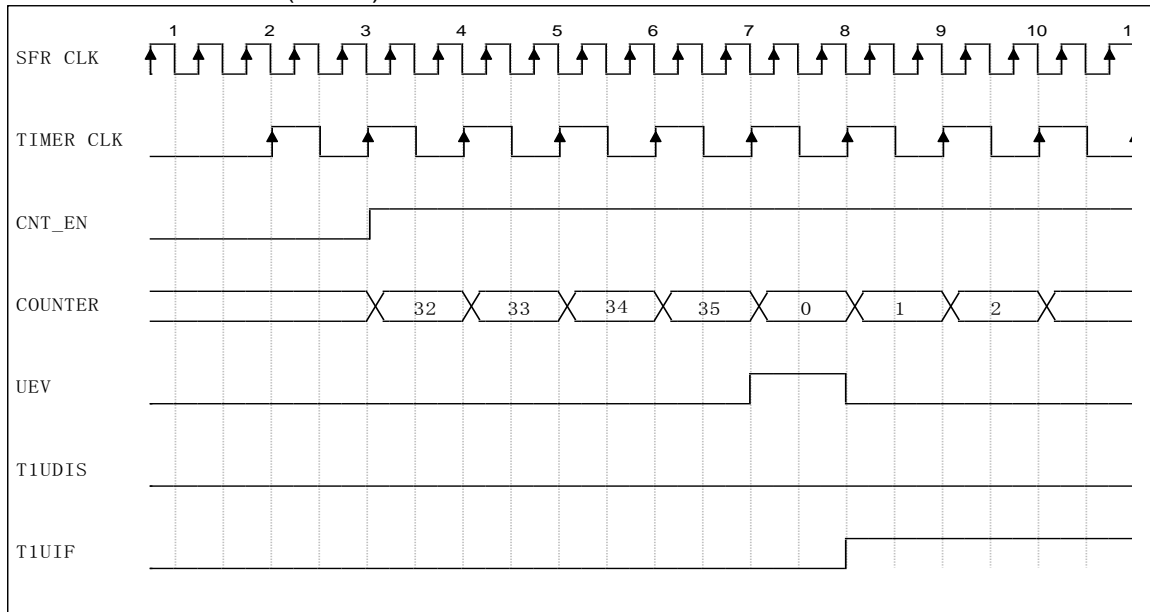 1 2 3 4 5 6 7 8 9 10 1
SFR CLK
TIMER CLK
CNT_EN
COUNTER 32 33 34 35 0 1 2
UEV
T1UDIS
T1UIF